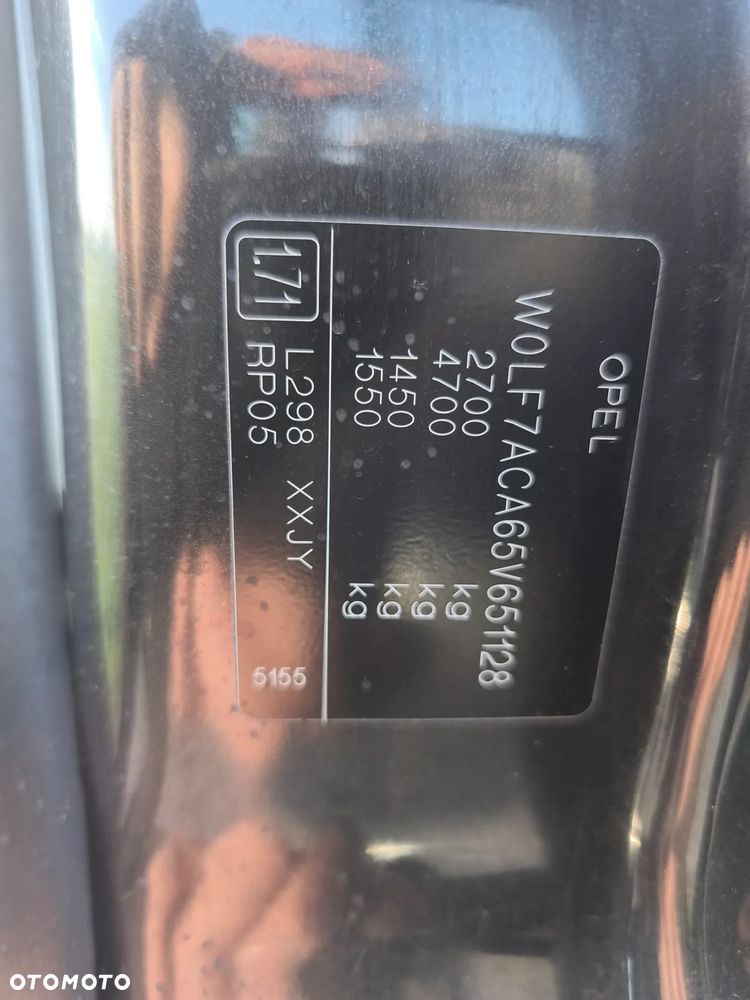 OPEL
W0LF7ACA65V651128
2700 kg
4700 kg
1450 kg
1550 kg
1.71
L298 XXJY
RP05
5155
OTOMOTO